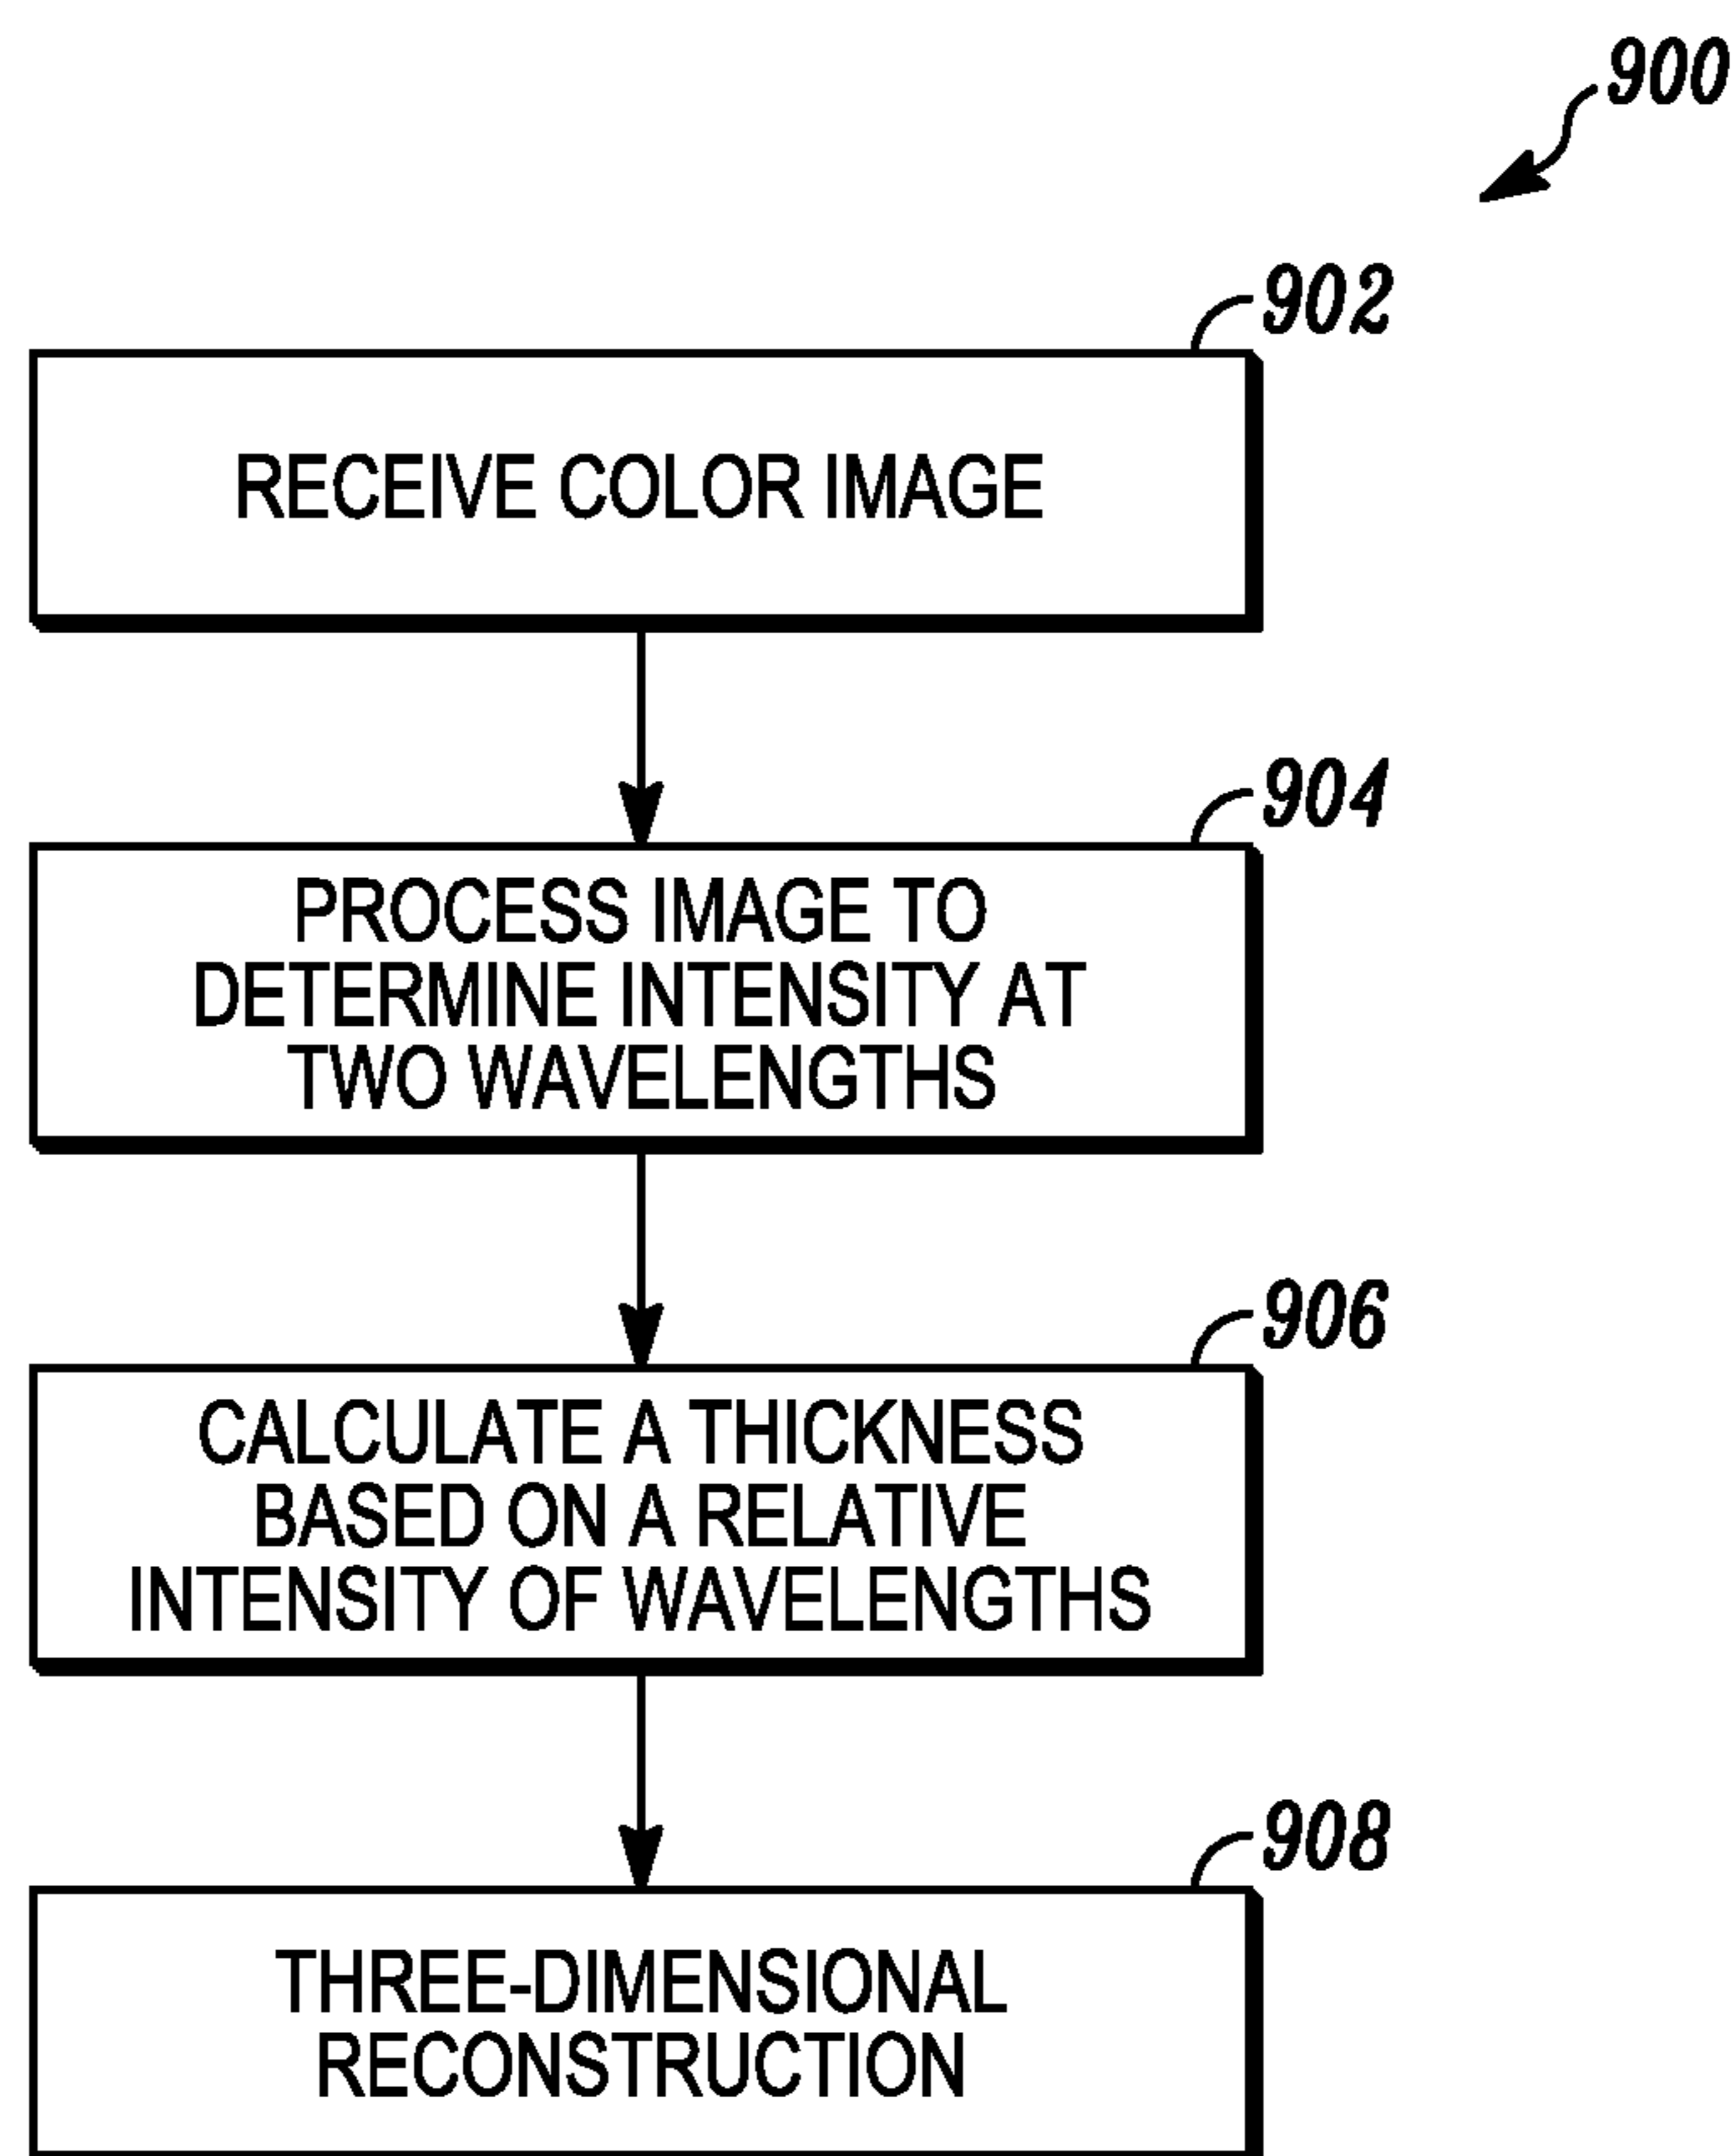 900
902
RECEIVE COLOR IMAGE
904
PROCESS IMAGE TO
DETERMINE INTENSITY AT
TWO WAVELENGTHS
906
CALCULATE A THICKNESS
BASED ON A RELATIVE
INTENSITY OF WAVELENGTHS
908
THREE-DIMENSIONAL
RECONSTRUCTION